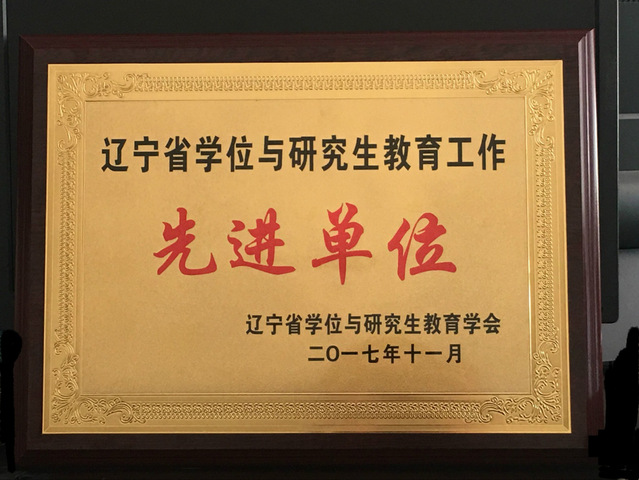 辽宁省学位与研究生教育工作
先进单位
辽宁省学位与研究生教育学会
二〇一七年十一月